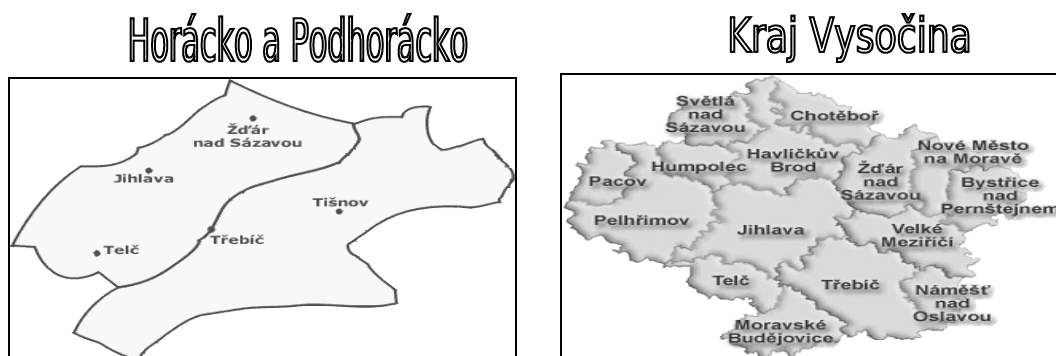 Horácko a Podhorácko
Žďár
nad Sázavou
Jihlava
Tišnov
Třebíč
Telč
Kraj Vysočina
Světlá
nad
Sázavou
Chotěboř
Havlíčkův
Brod
Humpolec
Pacov
Pelhřimov
Žďár
nad
Sázavou
Nové Město
na Moravě
Bystřice
nad
Pernštejnem
Jihlava
Velké
Meziříčí
Telč
Třebíč
Náměšť
nad
Oslavou
Moravské
Budějovice